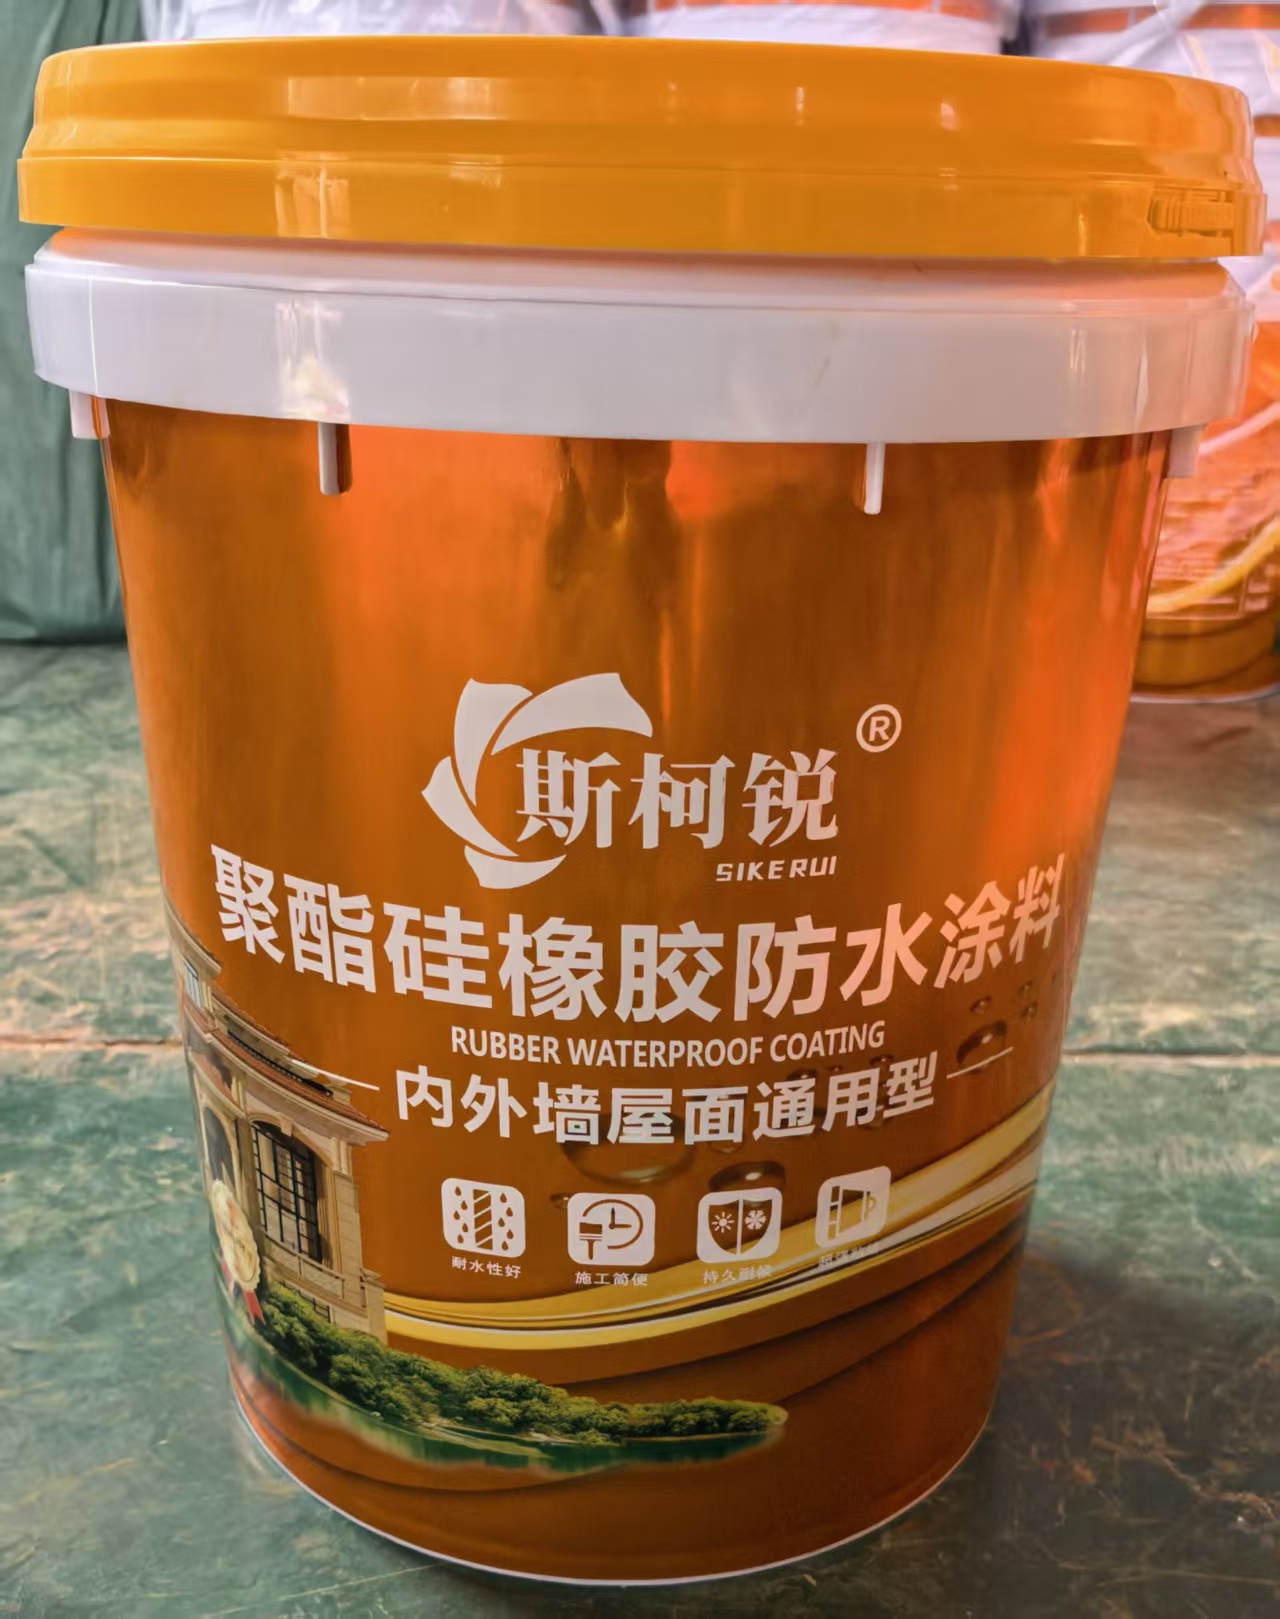 斯柯锐 ®
SIKERUI
聚酯硅橡胶防水涂料
RUBBER WATERPROOF COATING
内外墙屋面通用型
耐水性好 施工简便 持久耐候